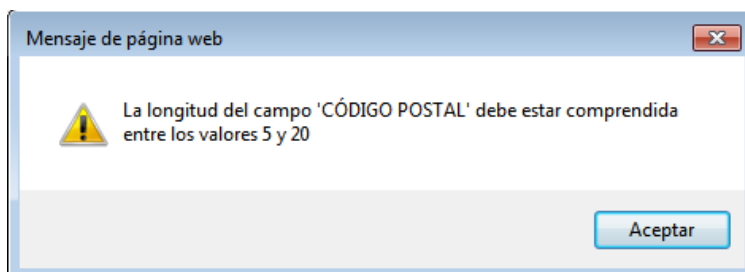 Mensaje de página web
La longitud del campo 'CÓDIGO POSTAL' debe estar comprendida
entre los valores 5 y 20
Aceptar